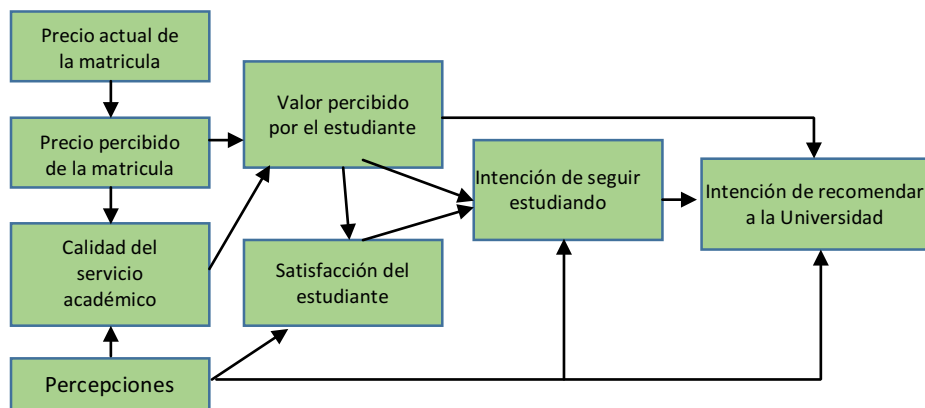 Precio actual de
la matricula
Precio percibido
de la matricula
Calidad del
servicio
académico
Percepciones
Valor percibido
por el estudiante
Satisfacción del
estudiante
Intención de seguir
estudiando
Intención de recomendar
a la Universidad